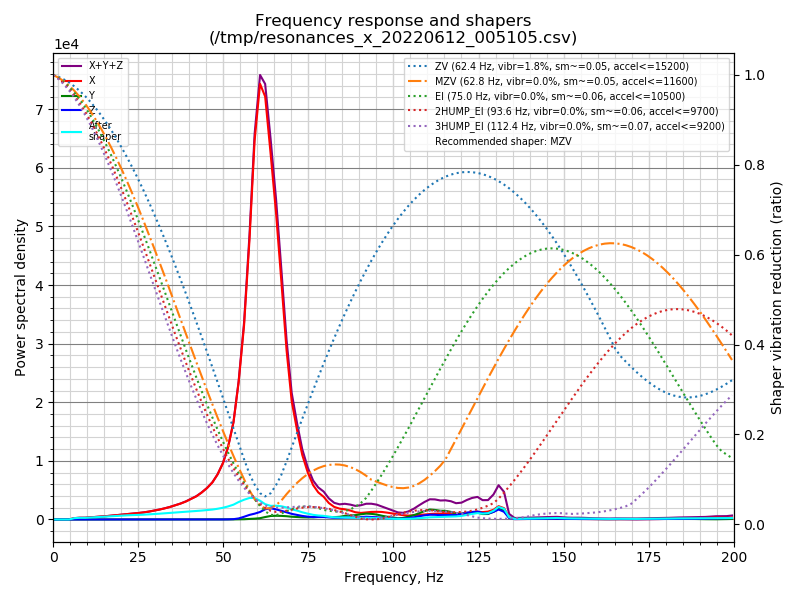 Frequency response and shapers
(/tmp/resonances_x_20220612_005105.csv)
1e4
X+Y+Z
X
Y
Z
After
shaper
ZV (62.4 Hz, vibr=1.8%, sm~=0.05, accel<=15200)
MZV (62.8 Hz, vibr=0.0%, sm~=0.05, accel<=11600)
EI (75.0 Hz, vibr=0.0%, sm~=0.06, accel<=10500)
2HUMP_EI (93.6 Hz, vibr=0.0%, sm~=0.06, accel<=9700)
3HUMP_EI (112.4 Hz, vibr=0.0%, sm~=0.07, accel<=9200)
Recommended shaper: MZV
Power spectral density
7
6
5
4
3
2
1
0
0 25 50 75 100 125 150 175 200
Frequency, Hz
1.0
0.8
0.6
0.4
0.2
0.0
Shaper vibration reduction (ratio)